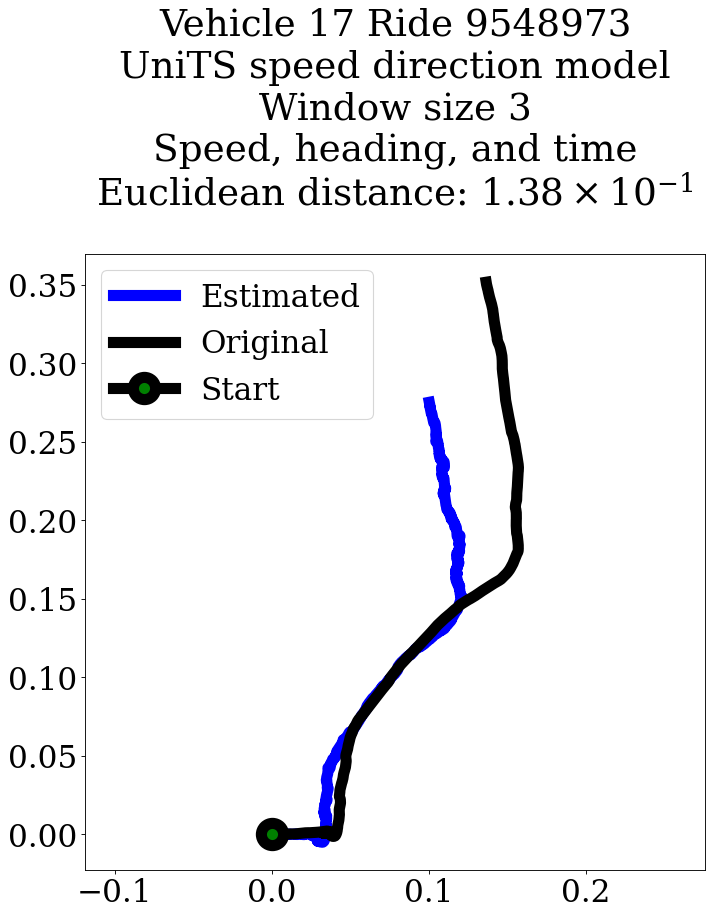 Vehicle 17 Ride 9548973
UniTS speed direction model
Window size 3
Speed, heading, and time
Euclidean distance: 1.38 × 10⁻¹
Estimated
Original
Start
0.35
0.30
0.25
0.20
0.15
0.10
0.05
0.00
−0.1 0.0 0.1 0.2